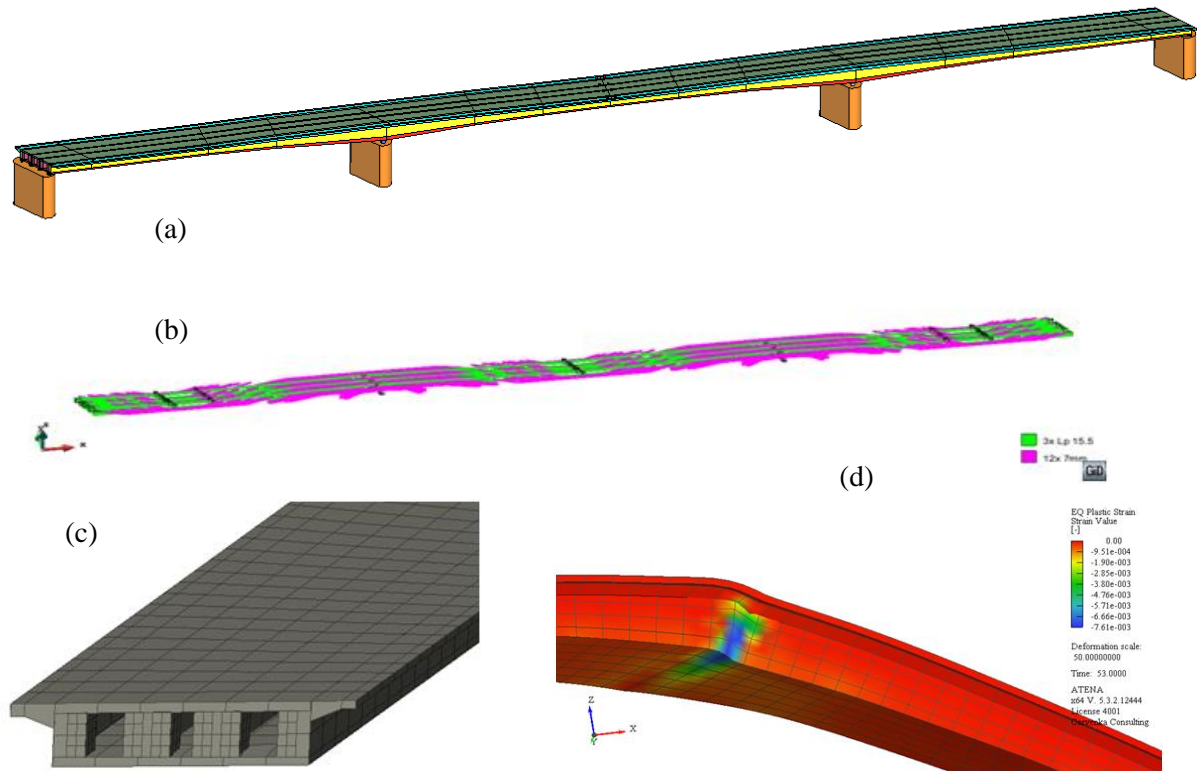 (a)
(b)
3x Lp 15.5
12x 7mm
GiD
(d)
(c)
EQ Plastic Strain
Strain Value
[-]
0.00
-9.51e-004
-1.90e-003
-2.85e-003
-3.80e-003
-4.76e-003
-5.71e-003
-6.66e-003
-7.61e-003
Deformation scale:
50.00000000
Time: 53.0000
ATENA
x64 V. 5.3.2.12444
License 4001
Cervenka Consulting
Z
X
Y
x